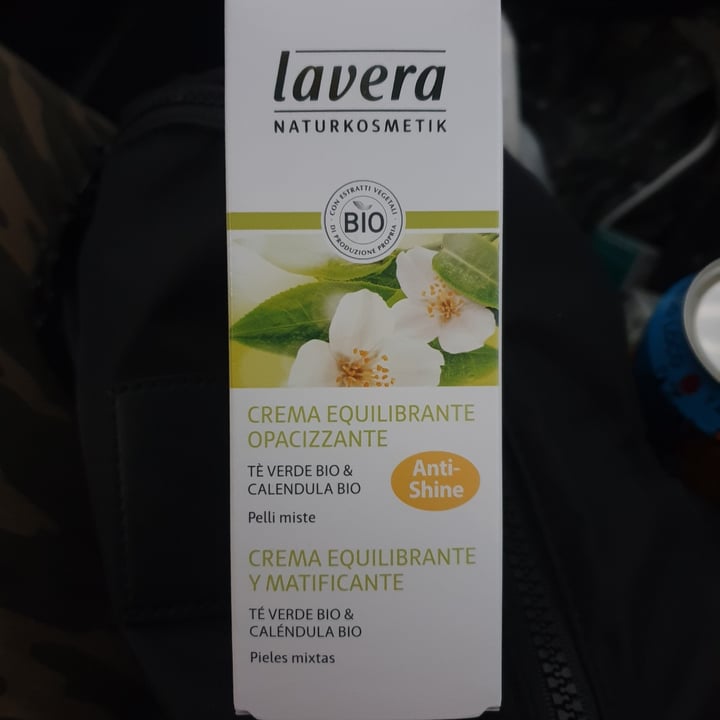 lavera
NATURKOSMETIK
CON ESTRATTI VEGETALI
BIO
DI PRODUZIONE PROPRIA
CREMA EQUILIBRANTE
OPACIZZANTE
TÈ VERDE BIO &
CALENDULA BIO
Anti-
Shine
Pelli miste
CREMA EQUILIBRANTE
Y MATIFICANTE
TÉ VERDE BIO &
CALÉNDULA BIO
Pieles mixtas